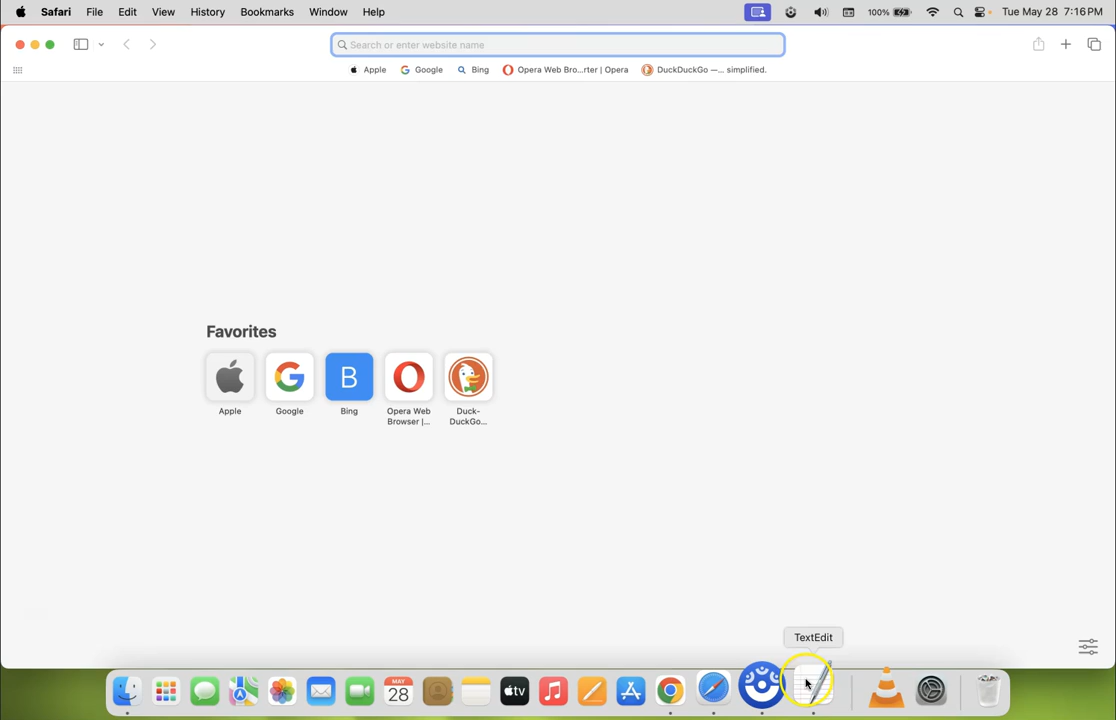 Safari File Edit View History Bookmarks Window Help 100% Tue May 28 7:16 PM
Search or enter website name
Apple Google Bing Opera Web Bro...rter | Opera DuckDuckGo —... simplified.
Favorites
B
Apple Google Bing Opera Web Duck-
Browser |... DuckGo...
TextEdit
MAY
28
tv